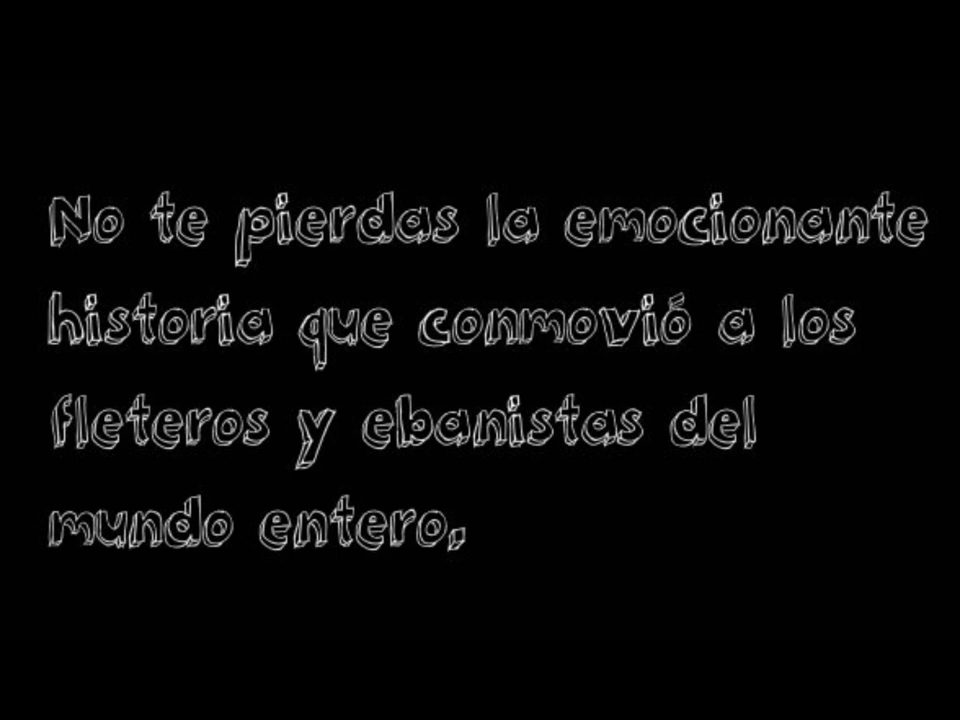 No te pierdas la emocionante
historia que conmovió a los
fleteros y ebanistas del
mundo entero,